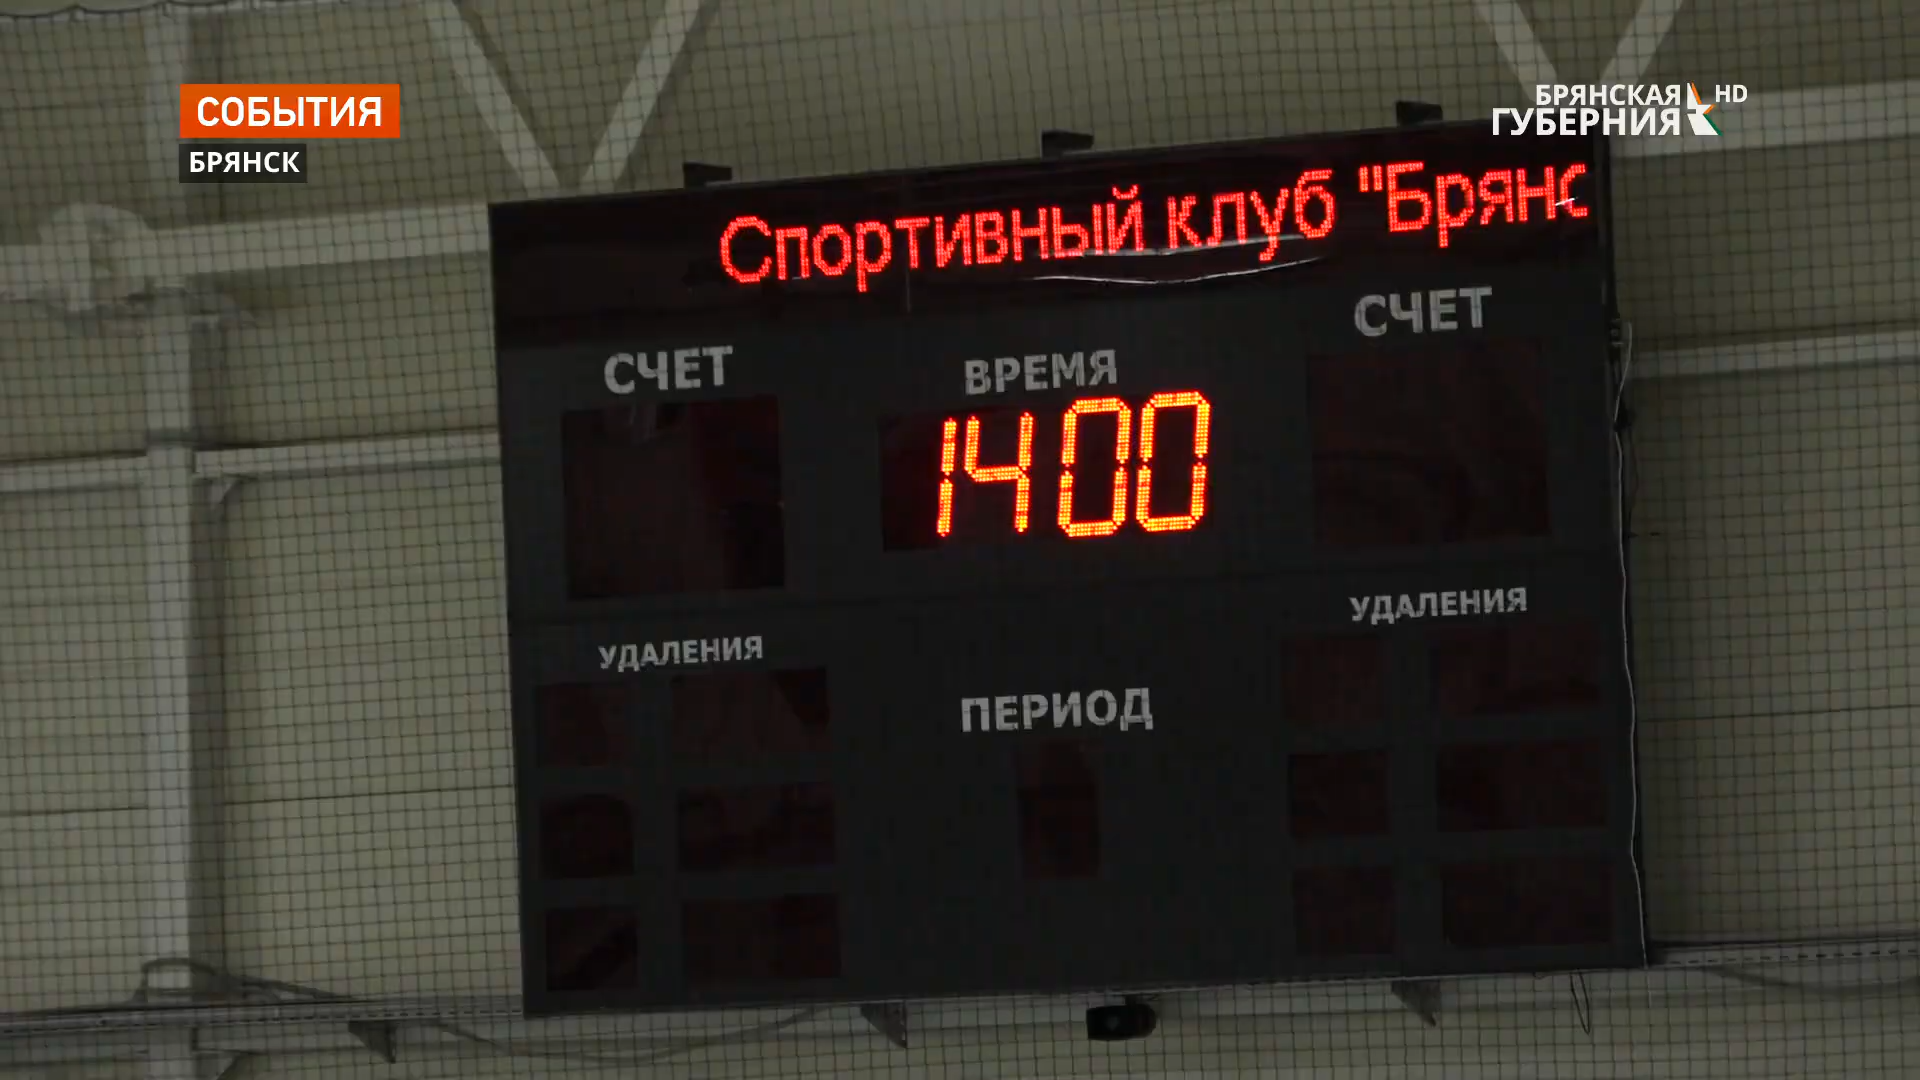 СОБЫТИЯ
БРЯНСК
БРЯНСКАЯ HD
ГУБЕРНИЯ
Спортивный клуб "Брянс
СЧЕТ
ВРЕМЯ
СЧЕТ
14 00
УДАЛЕНИЯ
УДАЛЕНИЯ
ПЕРИОД